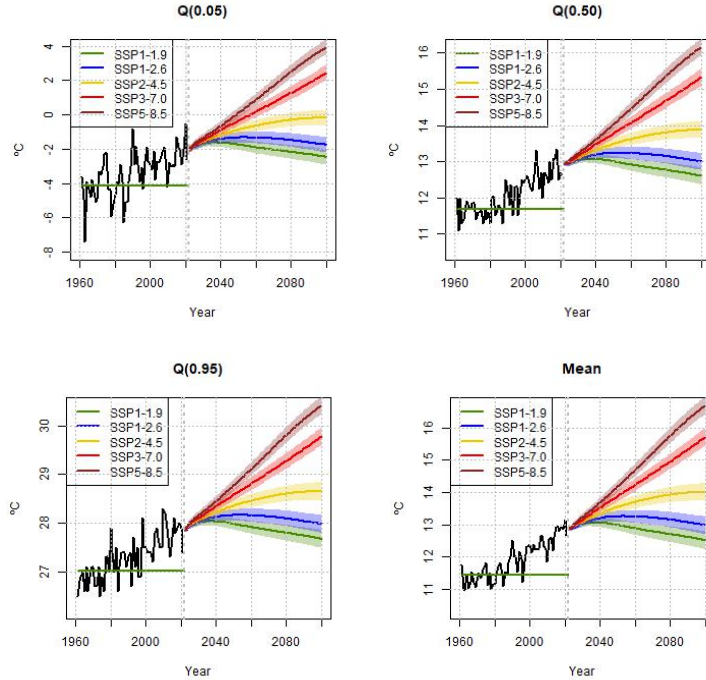 Q(0.05)
SSP1-1.9
SSP1-2.6
SSP2-4.5
SSP3-7.0
SSP5-8.5
4
2
0
-2
-4
-6
-8
ºC
1960
2000
2040
2080
Year
Q(0.50)
SSP1-1.9
SSP1-2.6
SSP2-4.5
SSP3-7.0
SSP5-8.5
16
15
14
13
12
11
ºC
1960
2000
2040
2080
Year
Q(0.95)
SSP1-1.9
SSP1-2.6
SSP2-4.5
SSP3-7.0
SSP5-8.5
30
29
28
27
ºC
1960
2000
2040
2080
Year
Mean
SSP1-1.9
SSP1-2.6
SSP2-4.5
SSP3-7.0
SSP5-8.5
16
15
14
13
12
11
ºC
1960
2000
2040
2080
Year